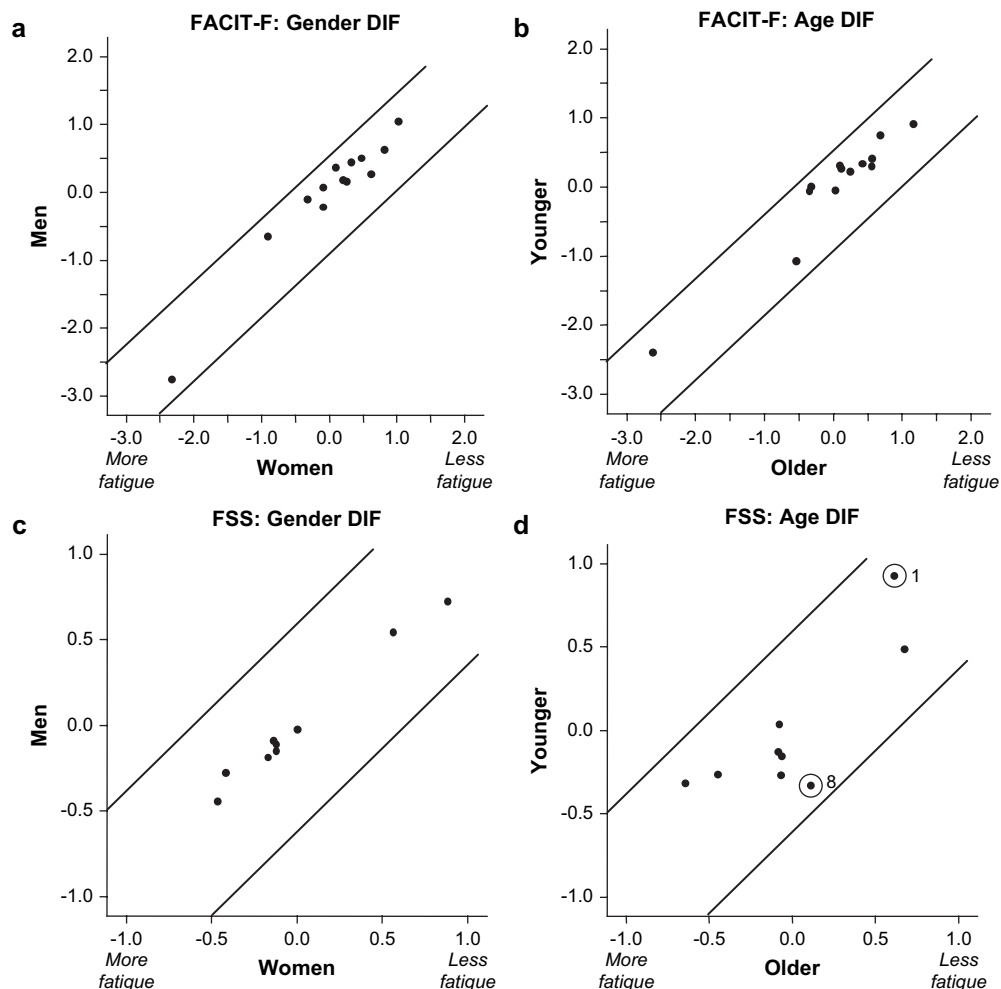 a
FACIT-F: Gender DIF
2.0
1.0
0.0
-1.0
-2.0
-3.0
Men
-3.0 -2.0 -1.0 0.0 1.0 2.0
More
fatigue
Women
Less
fatigue
b
FACIT-F: Age DIF
2.0
1.0
0.0
-1.0
-2.0
-3.0
Younger
-3.0 -2.0 -1.0 0.0 1.0 2.0
More
fatigue
Older
Less
fatigue
c
FSS: Gender DIF
1.0
0.5
0.0
-0.5
-1.0
Men
-1.0 -0.5 0.0 0.5 1.0
More
fatigue
Women
Less
fatigue
d
FSS: Age DIF
1.0
0.5
0.0
-0.5
-1.0
Younger
1
8
-1.0 -0.5 0.0 0.5 1.0
More
fatigue
Older
Less
fatigue